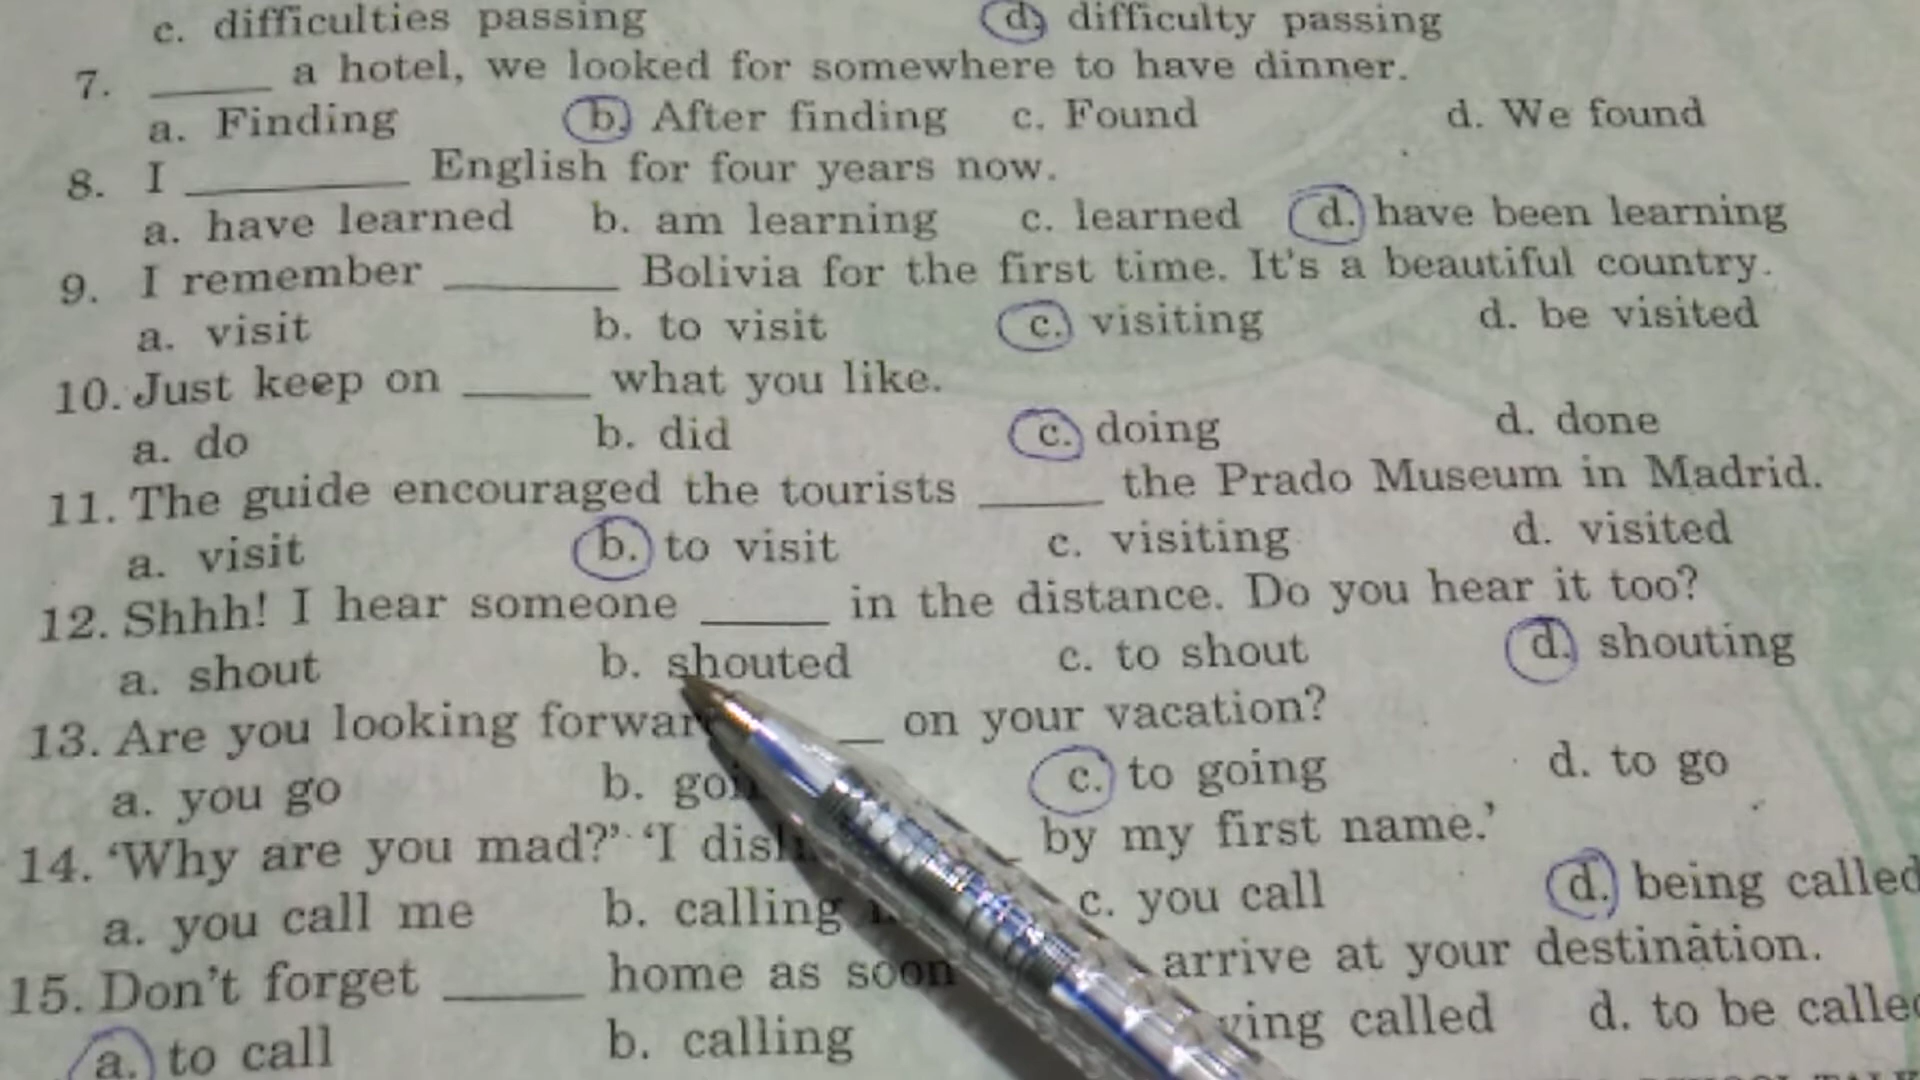 c. difficulties passing d. difficulty passing
7. _____ a hotel, we looked for somewhere to have dinner.
a. Finding b. After finding c. Found d. We found
8. I _____ English for four years now.
a. have learned b. am learning c. learned d. have been learning
9. I remember _____ Bolivia for the first time. It's a beautiful country.
a. visit b. to visit c. visiting d. be visited
10. Just keep on _____ what you like.
a. do b. did c. doing d. done
11. The guide encouraged the tourists _____ the Prado Museum in Madrid.
a. visit b. to visit c. visiting d. visited
12. Shhh! I hear someone _____ in the distance. Do you hear it too?
a. shout b. shouted c. to shout d. shouting
13. Are you looking _____ on your vacation?
a. you go b. c. to going d. to go
14. 'Why are you mad?' 'I _____ by my first name.'
a. you call me b. calling c. you call d. being called
15. Don't forget _____ home as soon arrive at your destination.
a. to call b. calling called d. to be